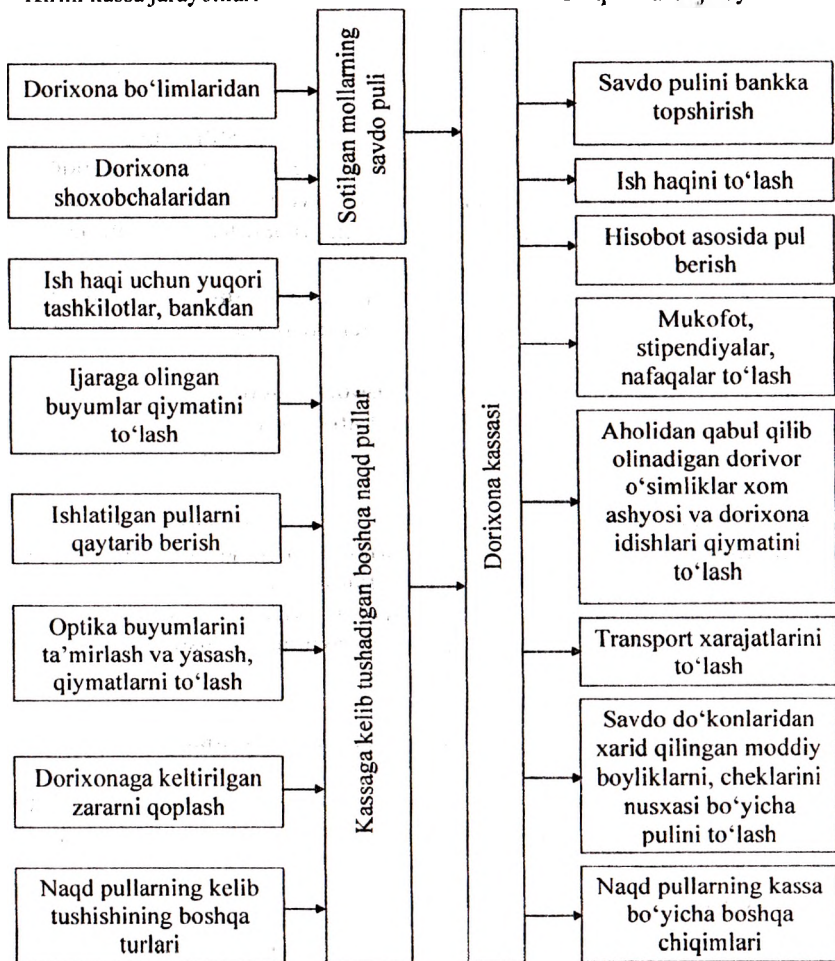 Dorixona bo‘limlaridan
Dorixona
shoxobchalaridan
Ish haqi uchun yuqori
tashkilotlar, bankdan
Ijaraga olingan
buyumlar qiymatini
to‘lash
Ishlatilgan pullarni
qaytarib berish
Optika buyumlarini
ta’mirlash va yasash,
qiymatlarni to‘lash
Dorixonaga keltirilgan
zararni qoplash
Naqd pullarning kelib
tushishining boshqa
turlari
Sotilgan mollarning
savdo puli
Kassaga kelib tushadigan boshqa naqd pullar
Dorixona kassasi
Savdo pulini bankka
topshirish
Ish haqini to‘lash
Hisobot asosida pul
berish
Mukofot,
stipendiyalar,
nafaqalar to‘lash
Aholidan qabul qilib
olinadigan dorivor
o‘simliklar xom
ashyosi va dorixona
idishlari qiymatini
to‘lash
Transport xarajatlarini
to‘lash
Savdo do‘konlaridan
xarid qilingan moddiy
boyliklarni, cheklarini
nusxasi bo‘yicha
pulini to‘lash
Naqd pullarning kassa
bo‘yicha boshqa
chiqimlari